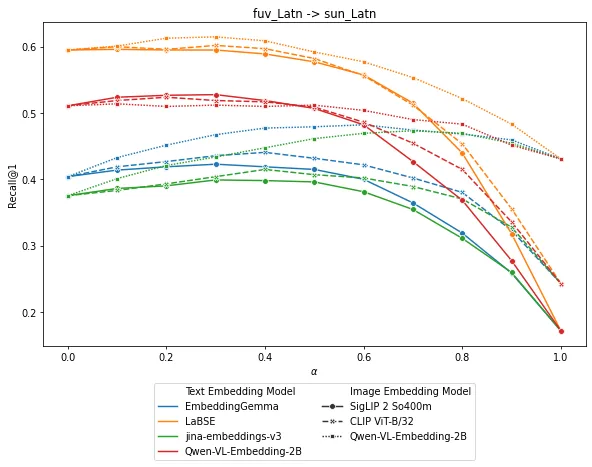 fuv_Latn -> sun_Latn
Recall@1
0.6
0.5
0.4
0.3
0.2
0.0 0.2 0.4 0.6 0.8 1.0
α
Text Embedding Model Image Embedding Model
EmbeddingGemma SigLIP 2 So400m
LaBSE CLIP ViT-B/32
jina-embeddings-v3 Qwen-VL-Embedding-2B
Qwen-VL-Embedding-2B